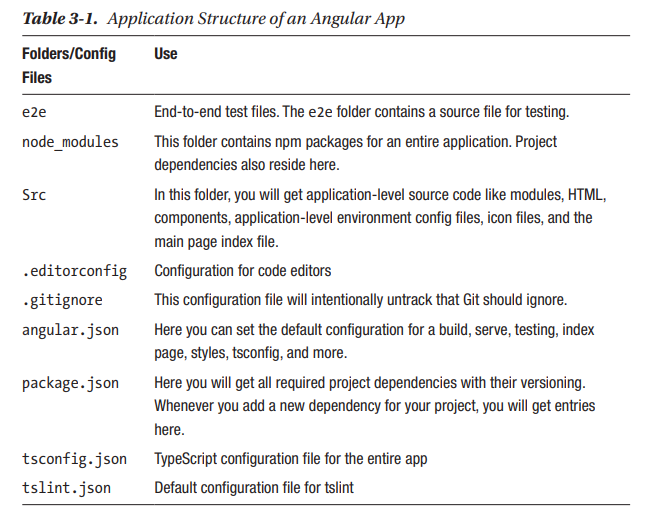 Table 3-1. Application Structure of an Angular App
Folders/Config Use
Files
e2e End-to-end test files. The e2e folder contains a source file for testing.
node_modules This folder contains npm packages for an entire application. Project
dependencies also reside here.
Src In this folder, you will get application-level source code like modules, HTML,
components, application-level environment config files, icon files, and the
main page index file.
.editorconfig Configuration for code editors
.gitignore This configuration file will intentionally untrack that Git should ignore.
angular.json Here you can set the default configuration for a build, serve, testing, index
page, styles, tsconfig, and more.
package.json Here you will get all required project dependencies with their versioning.
Whenever you add a new dependency for your project, you will get entries
here.
tsconfig.json TypeScript configuration file for the entire app
tslint.json Default configuration file for tslint